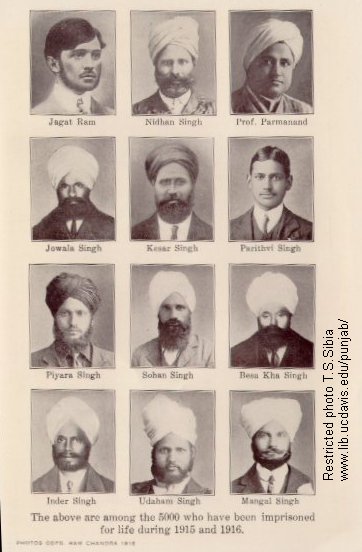 Jagat Ram
Nidhan Singh
Prof. Parmanand
Jowala Singh
Kesar Singh
Parithvi Singh
Piyara Singh
Sohan Singh
Besa Kha Singh
Inder Singh
Udaham Singh
Mangal Singh
The above are among the 5000 who have been imprisoned
for life during 1915 and 1916.
PHOTOS COPD. RAM CHANDRA 1916
Restricted photo T.S.Sibia
www.lib.ucdavis.edu/punjab/